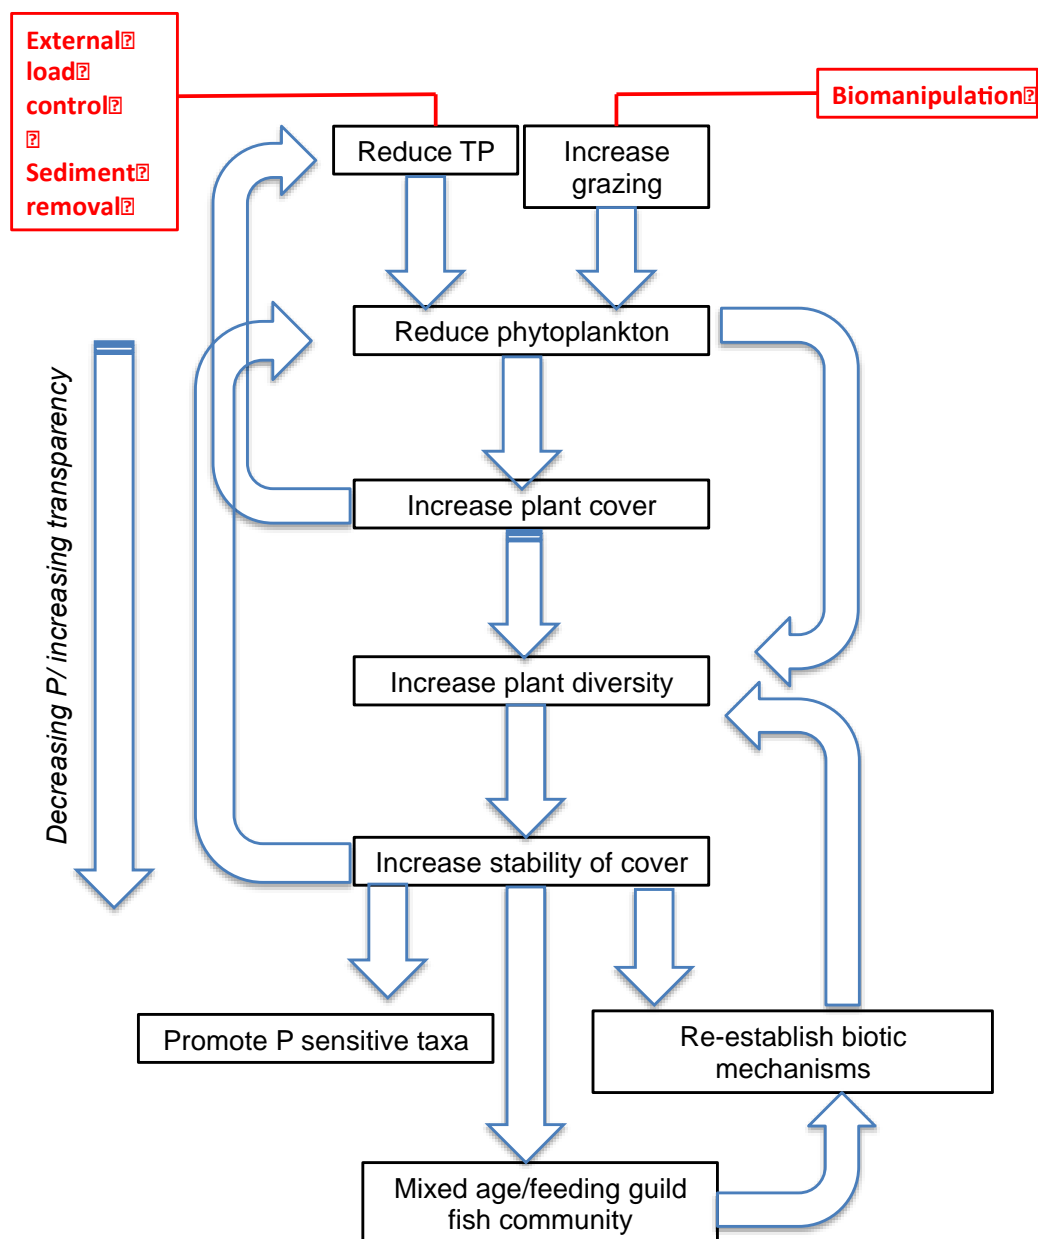 External⍰
load⍰
control⍰
⍰
Sediment⍰
removal⍰
Biomanipulation⍰
Reduce TP
Increase
grazing
Reduce phytoplankton
Decreasing P/ increasing transparency
Increase plant cover
Increase plant diversity
Increase stability of cover
Promote P sensitive taxa
Re-establish biotic
mechanisms
Mixed age/feeding guild
fish community